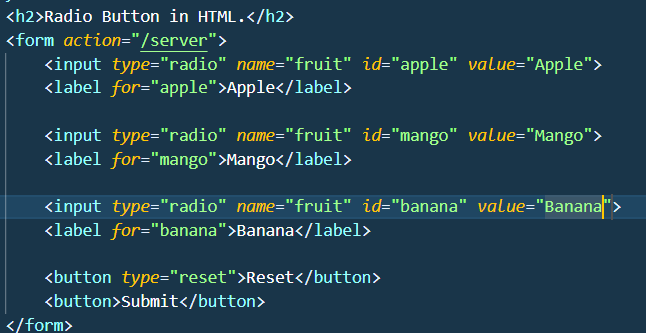 <h2>Radio Button in HTML.</h2>
<form action="/server">
<input type="radio" name="fruit" id="apple" value="Apple">
<label for="apple">Apple</label>
<input type="radio" name="fruit" id="mango" value="Mango">
<label for="mango">Mango</label>
<input type="radio" name="fruit" id="banana" value="Banana">
<label for="banana">Banana</label>
<button type="reset">Reset</button>
<button>Submit</button>
</form>